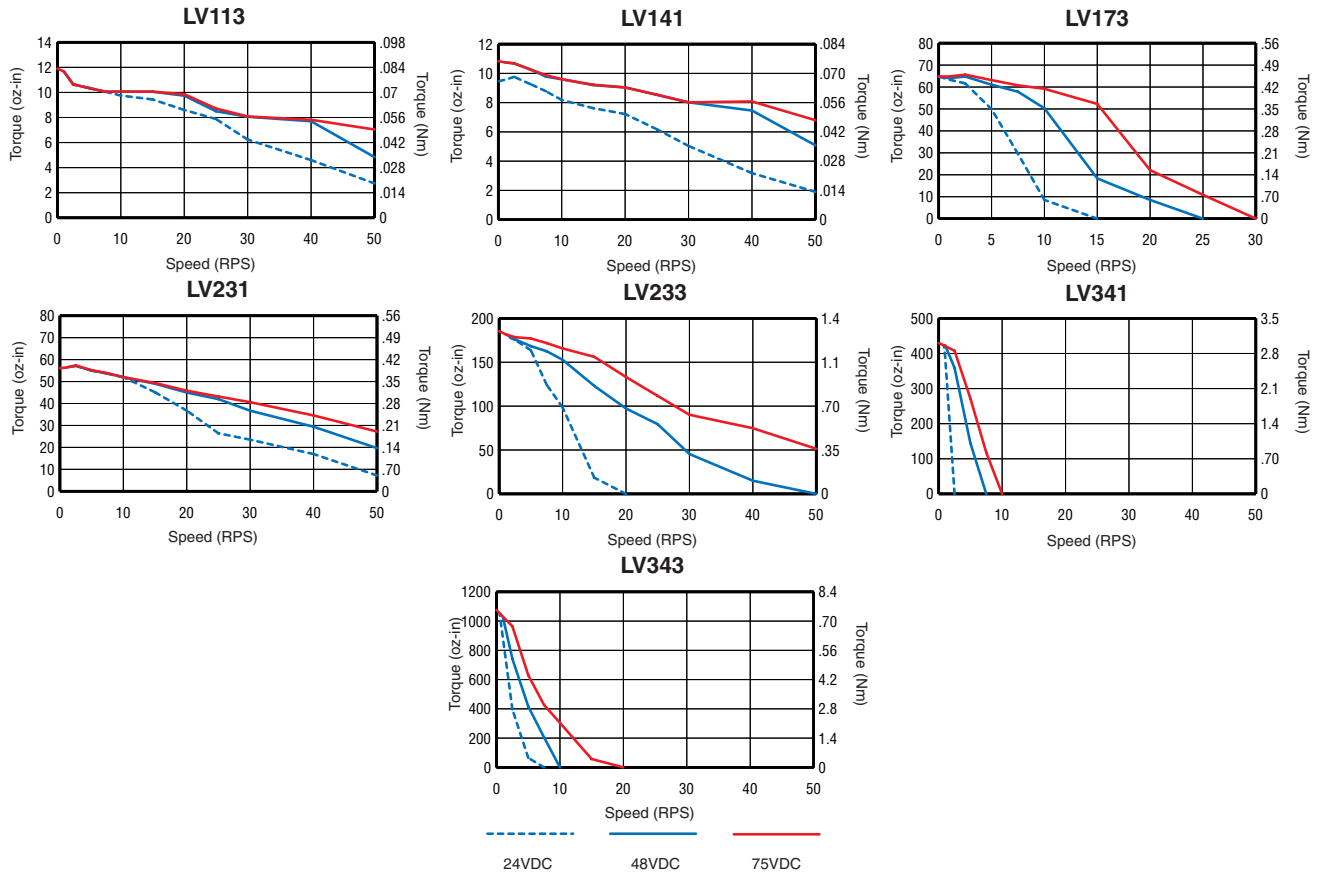 LV113
14
12
10
8
6
4
2
0
Torque (oz-in)
.098
.084
.07
.056
.042
.028
.014
0
Torque (Nm)
0 10 20 30 40 50
Speed (RPS)
LV141
12
10
8
6
4
2
0
Torque (oz-in)
.084
.070
.056
.042
.028
.014
0
Torque (Nm)
0 10 20 30 40 50
Speed (RPS)
LV173
80
70
60
50
40
30
20
10
0
Torque (oz-in)
.56
.49
.42
.35
.28
.21
.14
.70
0
Torque (Nm)
0 5 10 15 20 25 30
Speed (RPS)
LV231
80
70
60
50
40
30
20
10
0
Torque (oz-in)
.56
.49
.42
.35
.28
.21
.14
.70
0
Torque (Nm)
0 10 20 30 40 50
Speed (RPS)
LV233
200
150
100
50
0
Torque (oz-in)
1.4
1.1
.70
.35
0
Torque (Nm)
0 10 20 30 40 50
Speed (RPS)
LV341
500
400
300
200
100
0
Torque (oz-in)
3.5
2.8
2.1
1.4
.70
0
Torque (Nm)
0 10 20 30 40 50
Speed (RPS)
LV343
1200
1000
800
600
400
200
0
Torque (oz-in)
8.4
.70
.56
4.2
2.8
1.4
0
Torque (Nm)
0 10 20 30 40 50
Speed (RPS)
24VDC 48VDC 75VDC